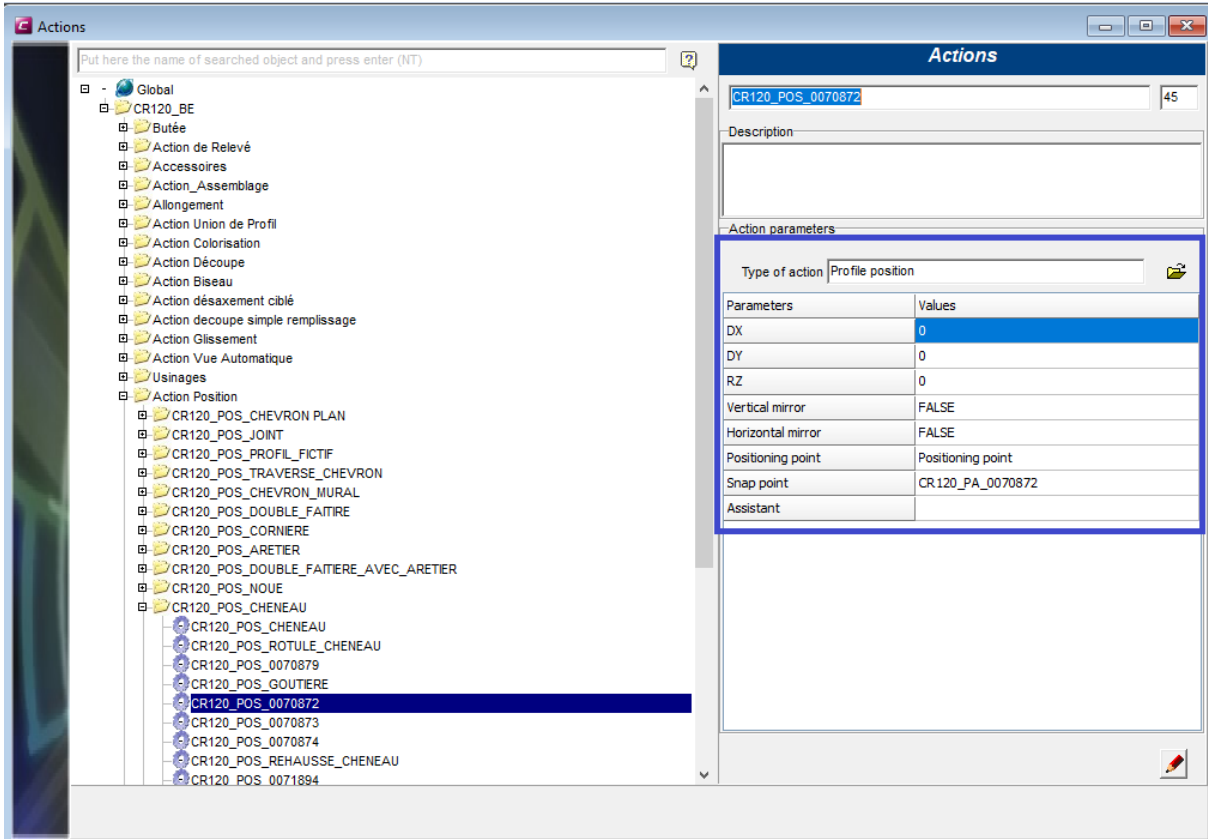 Actions
Put here the name of searched object and press enter (NT)
Global
CR120_BE
Butée
Action de Relevé
Accessoires
Action_Assemblage
Allongement
Action Union de Profil
Action Colorisation
Action Découpe
Action Biseau
Action désaxement ciblé
Action decoupe simple remplissage
Action Glissement
Action Vue Automatique
Usinages
Action Position
CR120_POS_CHEVRON PLAN
CR120_POS_JOINT
CR120_POS_PROFIL_FICTIF
CR120_POS_TRAVERSE_CHEVRON
CR120_POS_CHEVRON_MURAL
CR120_POS_DOUBLE_FAITIRE
CR120_POS_CORNIERE
CR120_POS_ARETIER
CR120_POS_DOUBLE_FAITIERE_AVEC_ARETIER
CR120_POS_NOUE
CR120_POS_CHENEAU
CR120_POS_CHENEAU
CR120_POS_ROTULE_CHENEAU
CR120_POS_0070879
CR120_POS_GOUTIERE
CR120_POS_0070872
CR120_POS_0070873
CR120_POS_0070874
CR120_POS_REHAUSSE_CHENEAU
CR120_POS_0071894
Actions
CR120_POS_0070872 45
Description
Action parameters
Type of action Profile position
Parameters Values
DX 0
DY 0
RZ 0
Vertical mirror FALSE
Horizontal mirror FALSE
Positioning point Positioning point
Snap point CR120_PA_0070872
Assistant